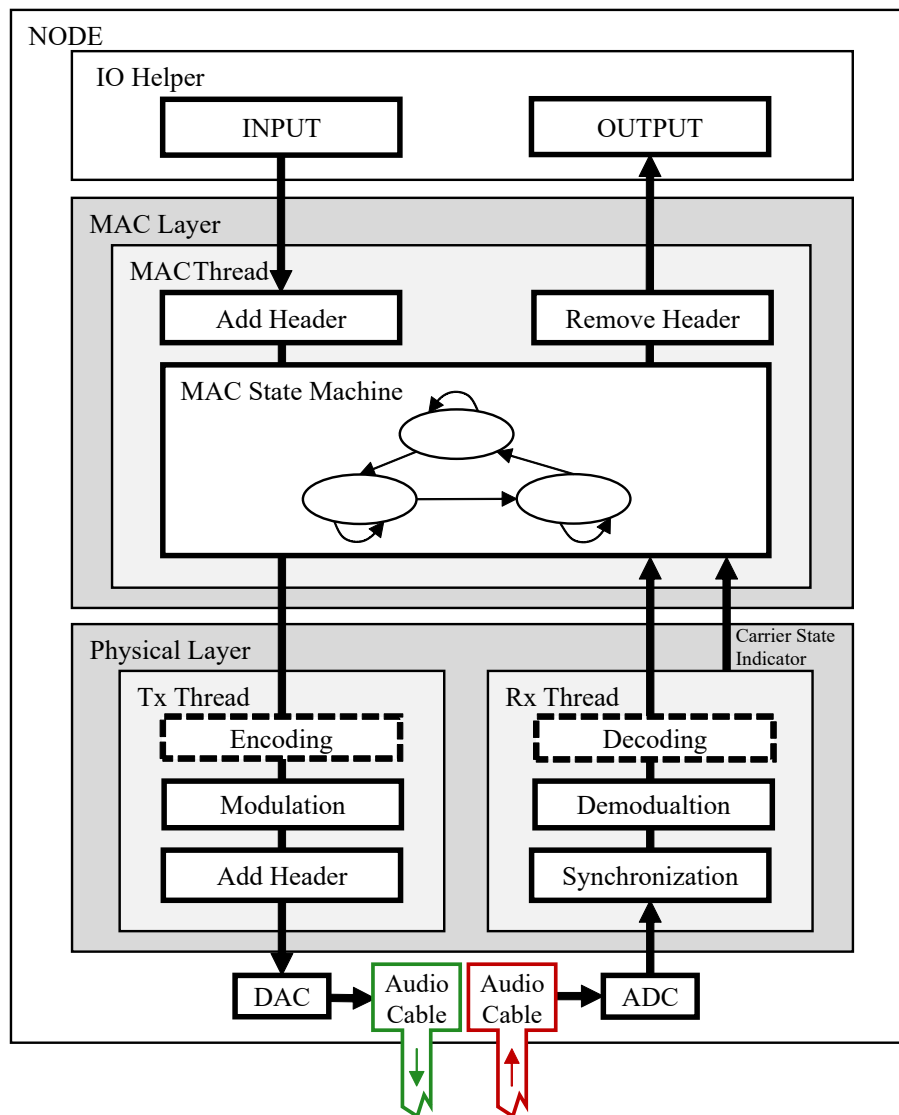 NODE
IO Helper
INPUT
OUTPUT
MAC Layer
MACThread
Add Header
Remove Header
MAC State Machine
Physical Layer
Carrier State
Indicator
Tx Thread
Rx Thread
Encoding
Decoding
Modulation
Demodualtion
Add Header
Synchronization
DAC
Audio
Cable
Audio
Cable
ADC